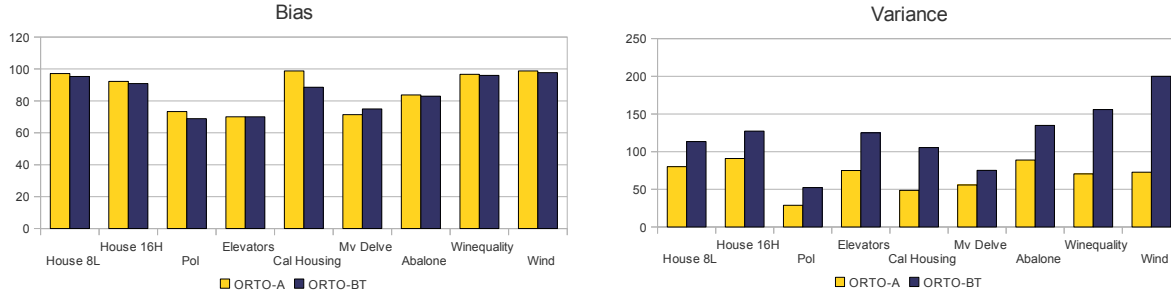 Bias
120
100
80
60
40
20
0
House 16H Elevators Mv Delve Winequality
House 8L Pol Cal Housing Abalone Wind
ORTO-A ORTO-BT
Variance
250
200
150
100
50
0
House 16H Elevators Mv Delve Winequality
House 8L Pol Cal Housing Abalone Wind
ORTO-A ORTO-BT